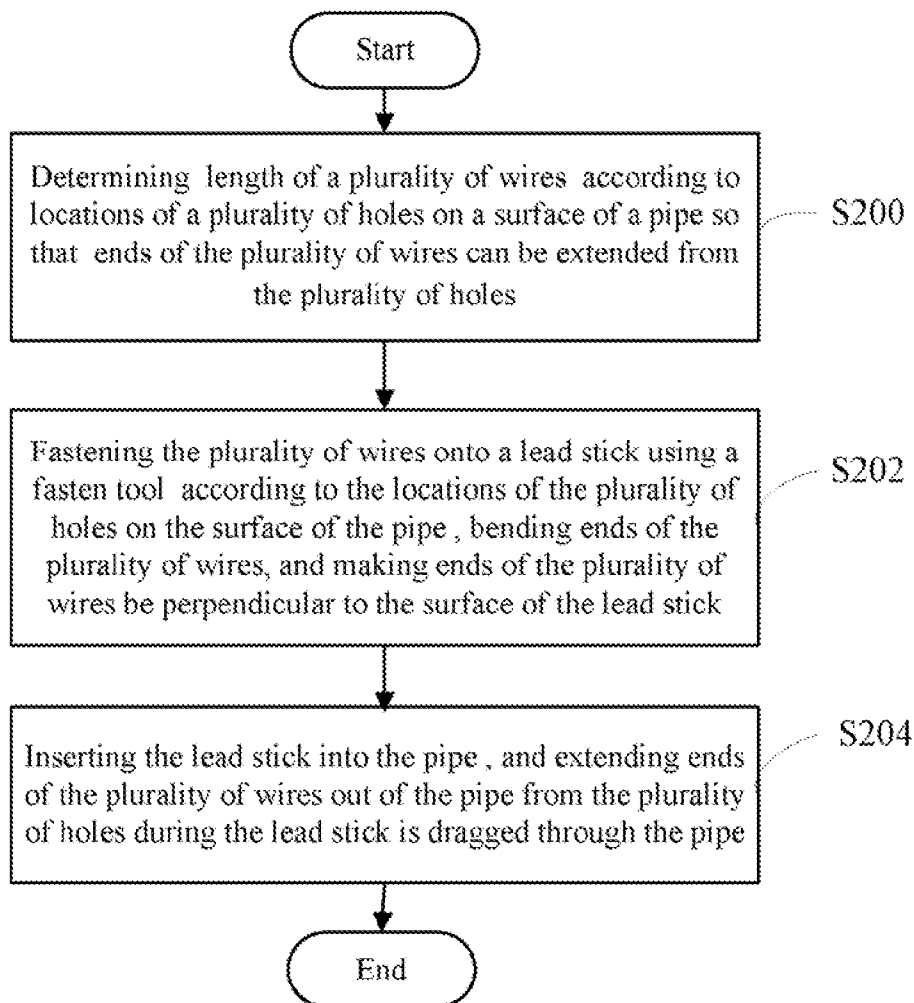 Start
Determining length of a plurality of wires according to
locations of a plurality of holes on a surface of a pipe so
that ends of the plurality of wires can be extended from
the plurality of holes
S200
Fastening the plurality of wires onto a lead stick using a
fasten tool according to the locations of the plurality of
holes on the surface of the pipe , bending ends of the
plurality of wires, and making ends of the plurality of
wires be perpendicular to the surface of the lead stick
S202
Inserting the lead stick into the pipe , and extending ends
of the plurality of wires out of the pipe from the plurality
of holes during the lead stick is dragged through the pipe
S204
End